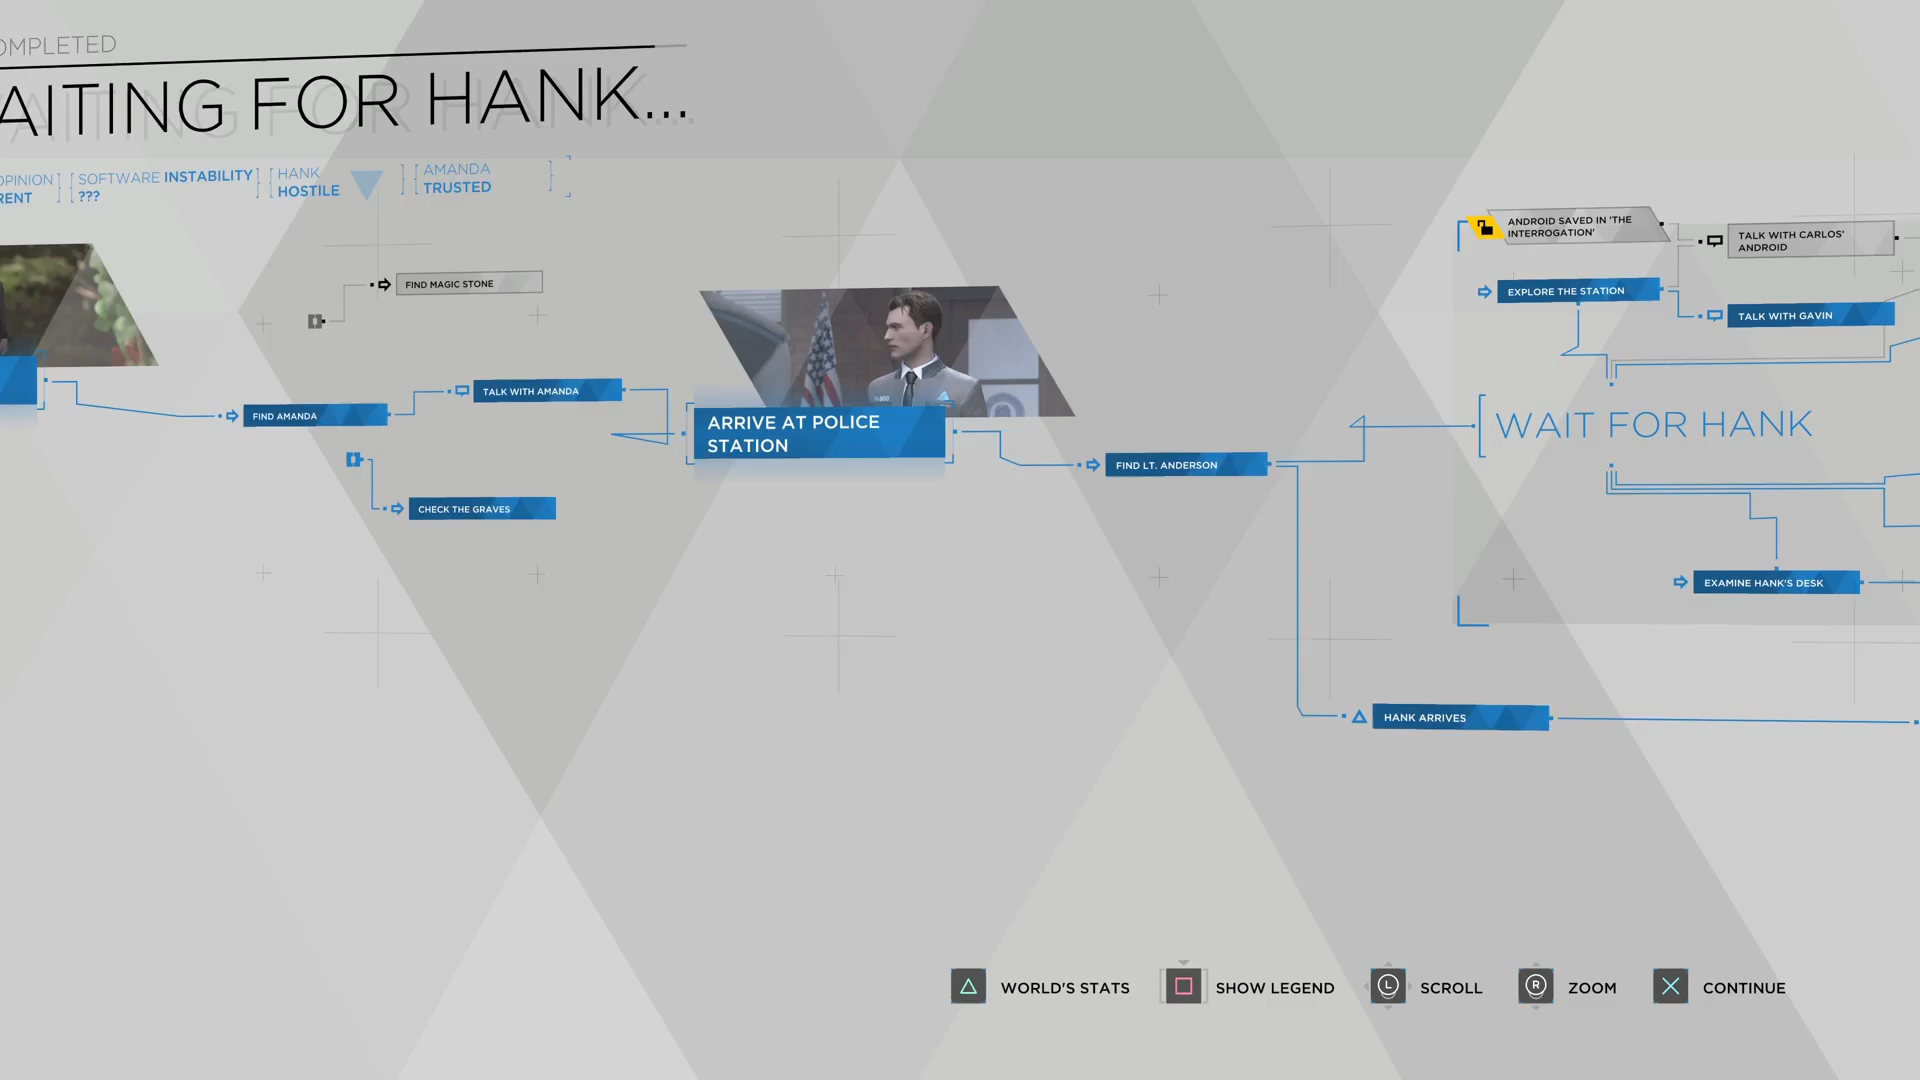 OMPLETED
AITING FOR HANK...
OPINION
RENT
SOFTWARE INSTABILITY
???
HANK
HOSTILE
AMANDA
TRUSTED
FIND MAGIC STONE
FIND AMANDA
TALK WITH AMANDA
CHECK THE GRAVES
ARRIVE AT POLICE
STATION
FIND LT. ANDERSON
ANDROID SAVED IN 'THE
INTERROGATION'
TALK WITH CARLOS'
ANDROID
EXPLORE THE STATION
TALK WITH GAVIN
WAIT FOR HANK
EXAMINE HANK'S DESK
HANK ARRIVES
WORLD'S STATS
SHOW LEGEND
L
SCROLL
R
ZOOM
CONTINUE